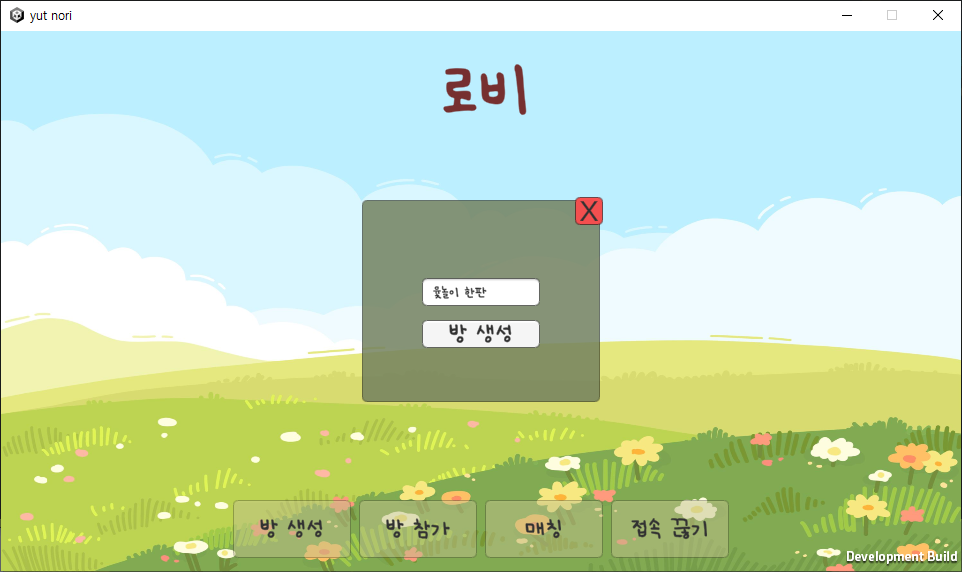 yut nori
로비
X
윷놀이 한판
방 생성
방 생성
방 참가
매칭
접속 끊기
Development Build